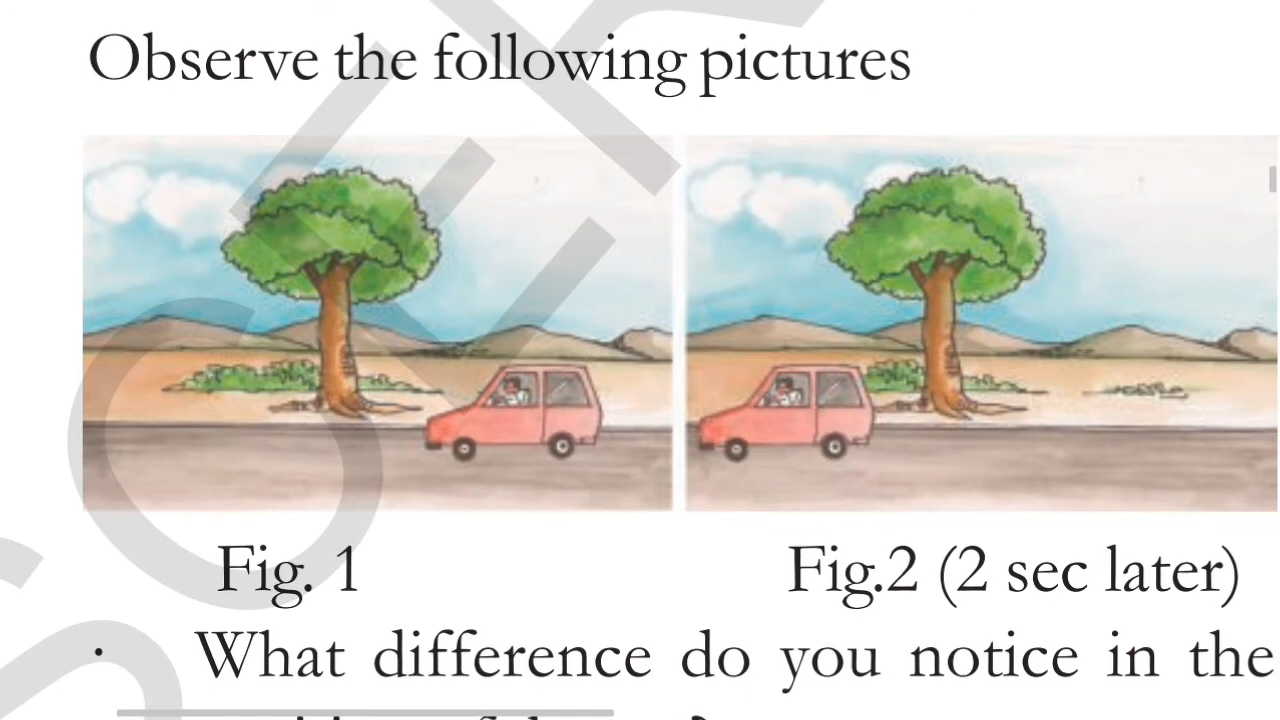 Observe the following pictures
Fig. 1
Fig.2 (2 sec later)
· What difference do you notice in the